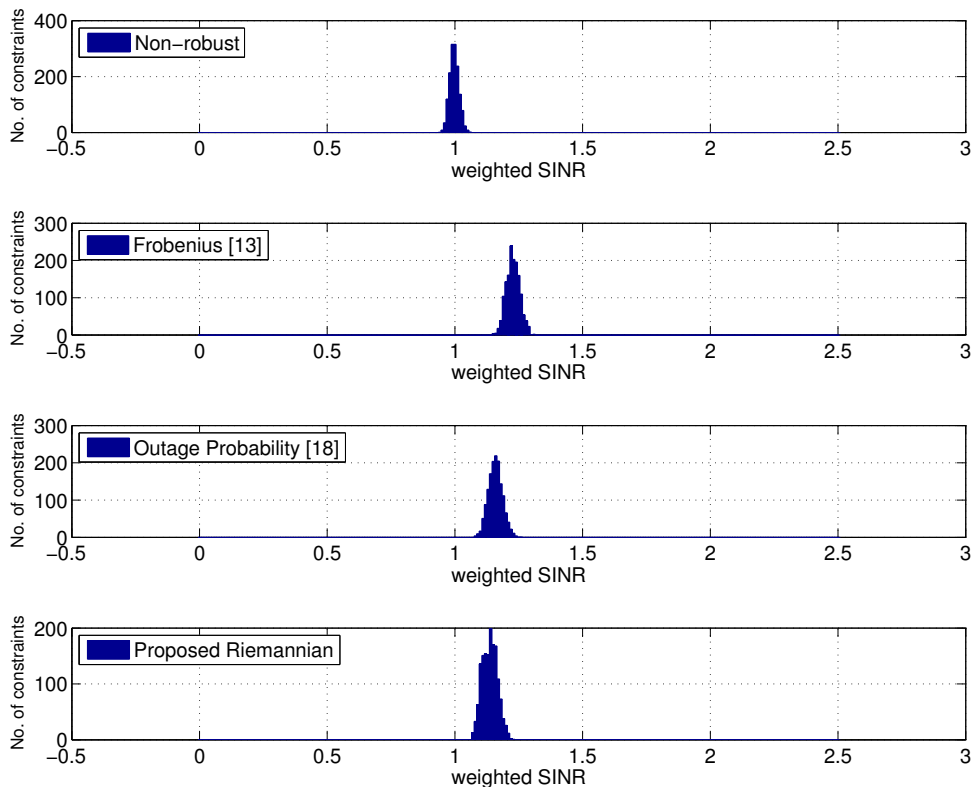 400
300
200
0
No. of constraints
Non−robust
−0.5 0 0.5 1 1.5 2 2.5 3
weighted SINR
300
200
100
0
No. of constraints
Frobenius [13]
−0.5 0 0.5 1 1.5 2 2.5 3
weighted SINR
300
200
100
0
No. of constraints
Outage Probability [18]
−0.5 0 0.5 1 1.5 2 2.5 3
weighted SINR
200
100
0
No. of constraints
Proposed Riemannian
−0.5 0 0.5 1 1.5 2 2.5 3
weighted SINR